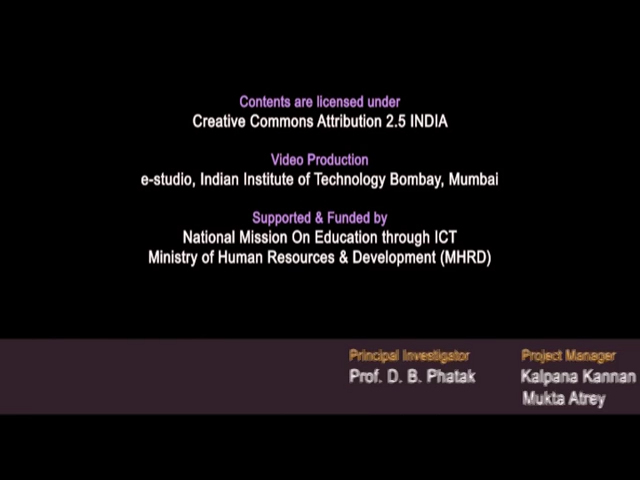 Contents are licensed under
Creative Commons Attribution 2.5 INDIA
Video Production
e-studio, Indian Institute of Technology Bombay, Mumbai
Supported & Funded by
National Mission On Education through ICT
Ministry of Human Resources & Development (MHRD)
Principal Investigator
Prof. D. B. Phatak
Project Manager
Kalpana Kannan
Mukta Atrey